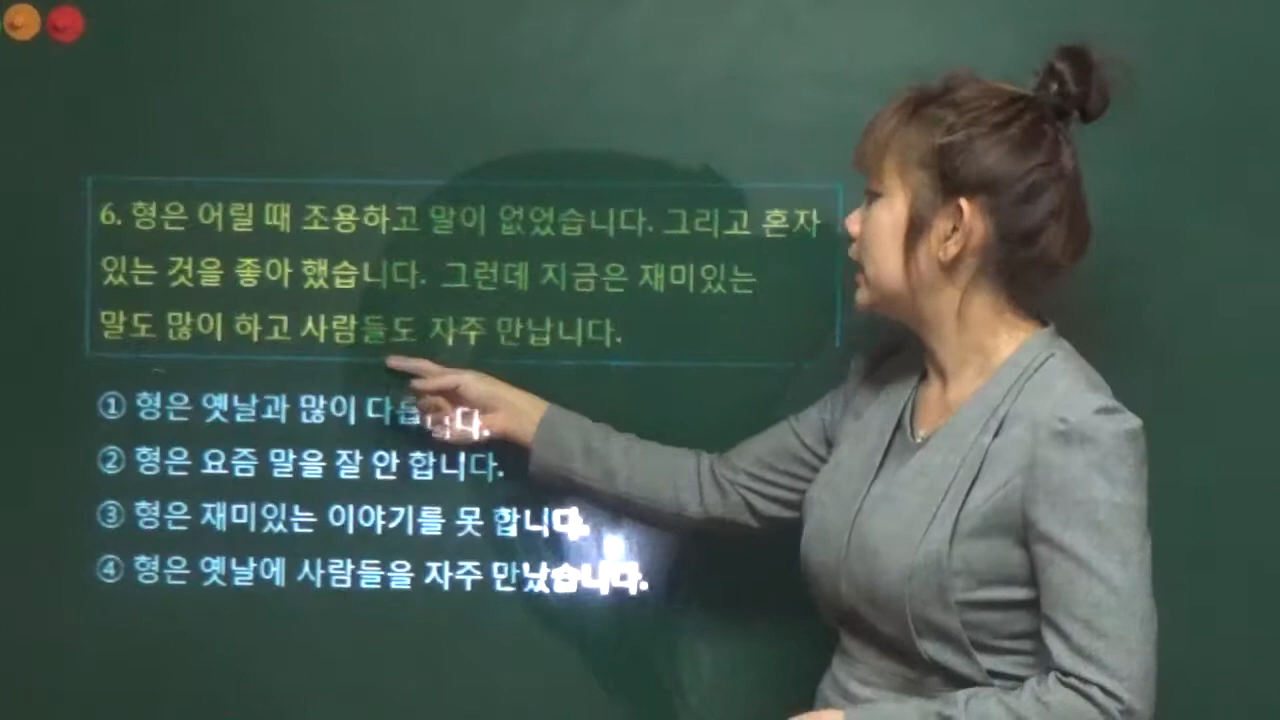 6. 형은 어릴 때 조용하고 말이 없었습니다. 그리고 혼자
있는 것을 좋아 했습니다. 그런데 지금은 재미있는
말도 많이 하고 사람들도 자주 만납니다.
① 형은 옛날과 많이 다릅니다.
② 형은 요즘 말을 잘 안 합니다.
③ 형은 재미있는 이야기를 못 합니다.
④ 형은 옛날에 사람들을 자주 만났습니다.